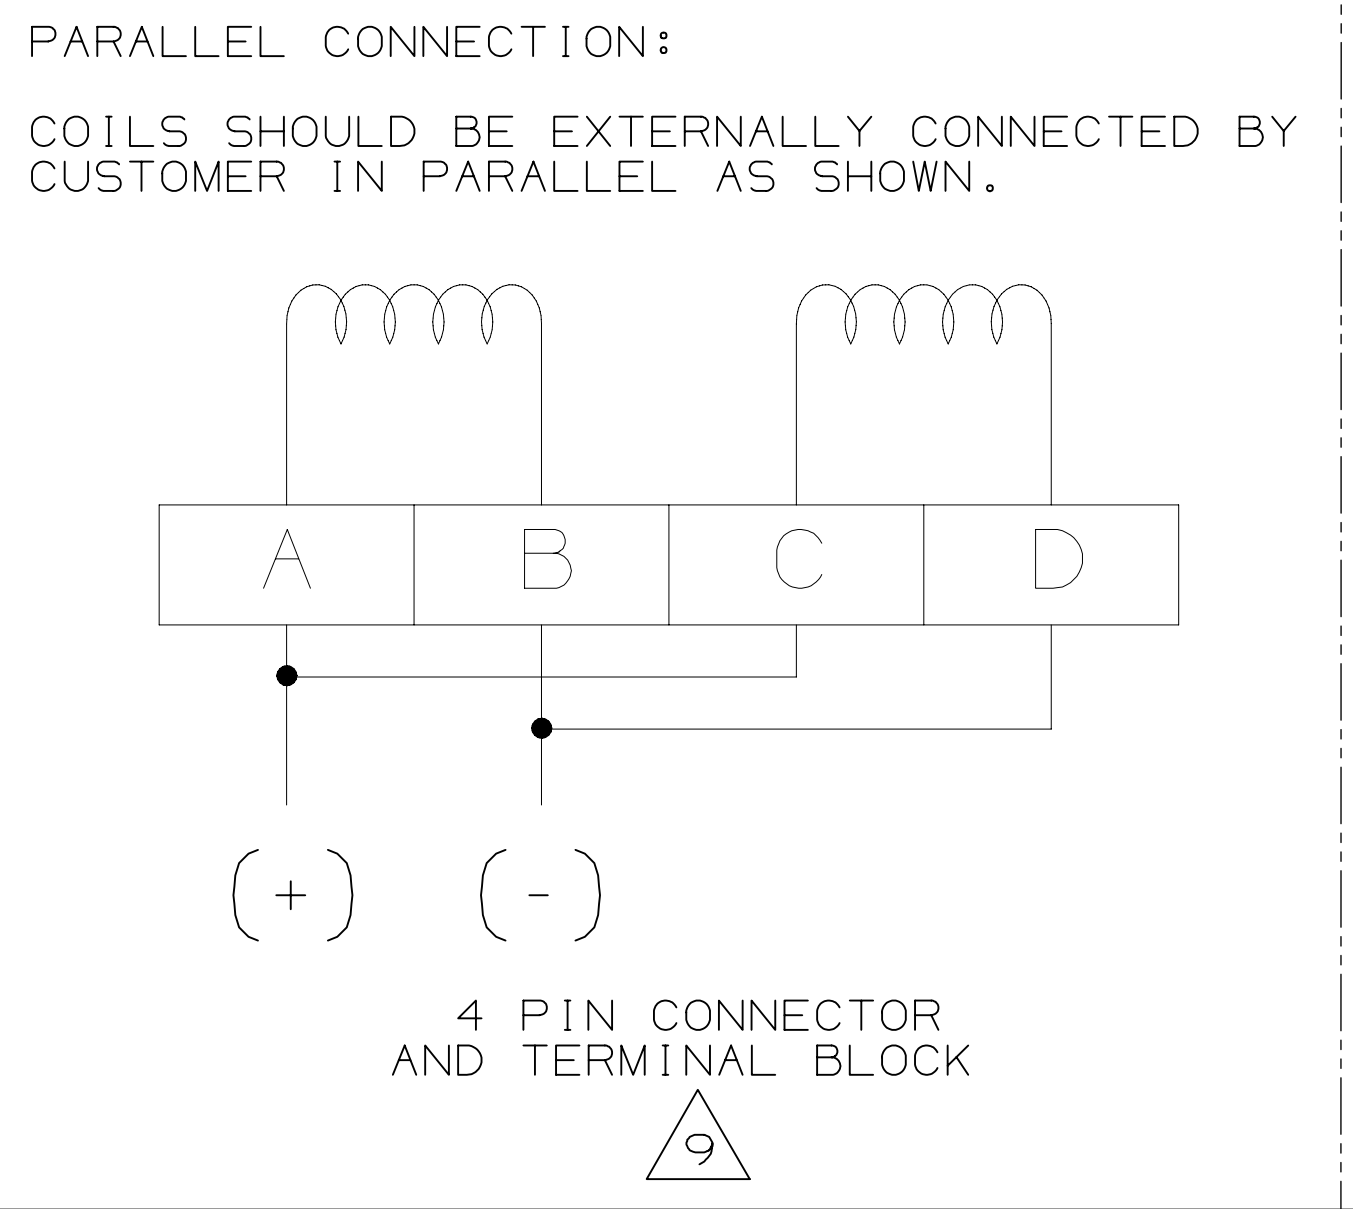 PARALLEL CONNECTION:
COILS SHOULD BE EXTERNALLY CONNECTED BY
CUSTOMER IN PARALLEL AS SHOWN.
A B C D
(+) (-)
4 PIN CONNECTOR
AND TERMINAL BLOCK
9